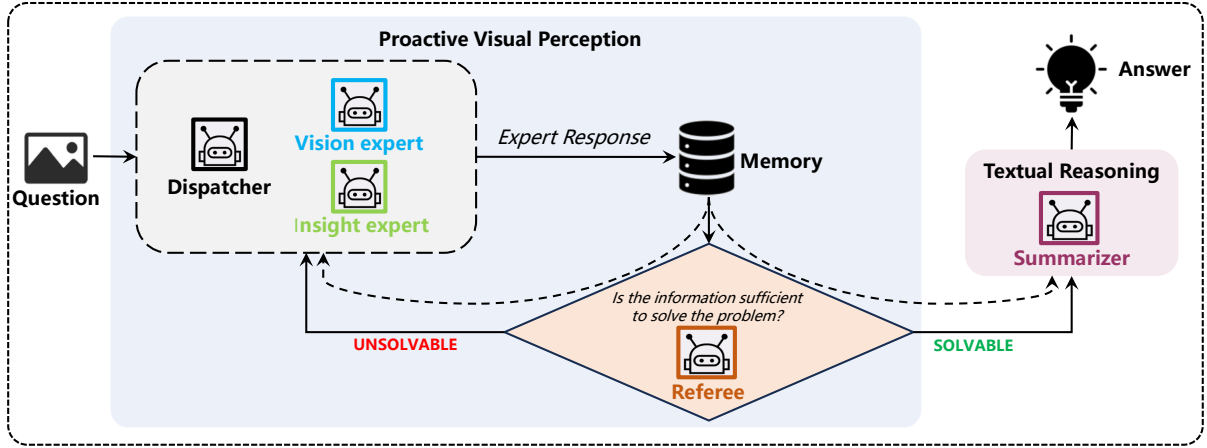 Proactive Visual Perception
Question
Dispatcher
Vision expert
Insight expert
Expert Response
Memory
Is the information sufficient
to solve the problem?
Referee
UNSOLVABLE
SOLVABLE
Textual Reasoning
Summarizer
Answer